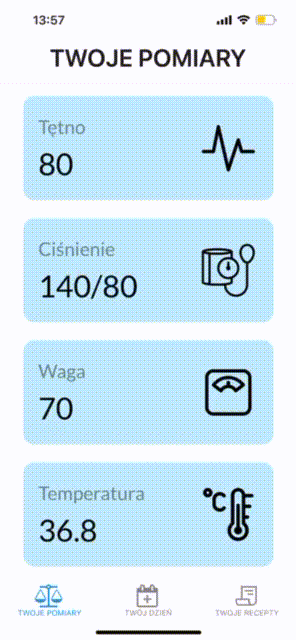 13:57
TWOJE POMIARY
Tętno
80
Ciśnienie
140/80
Waga
70
Temperatura
36.8
°C
TWOJE POMIARY TWÓJ DZIEŃ TWOJE RECEPTY